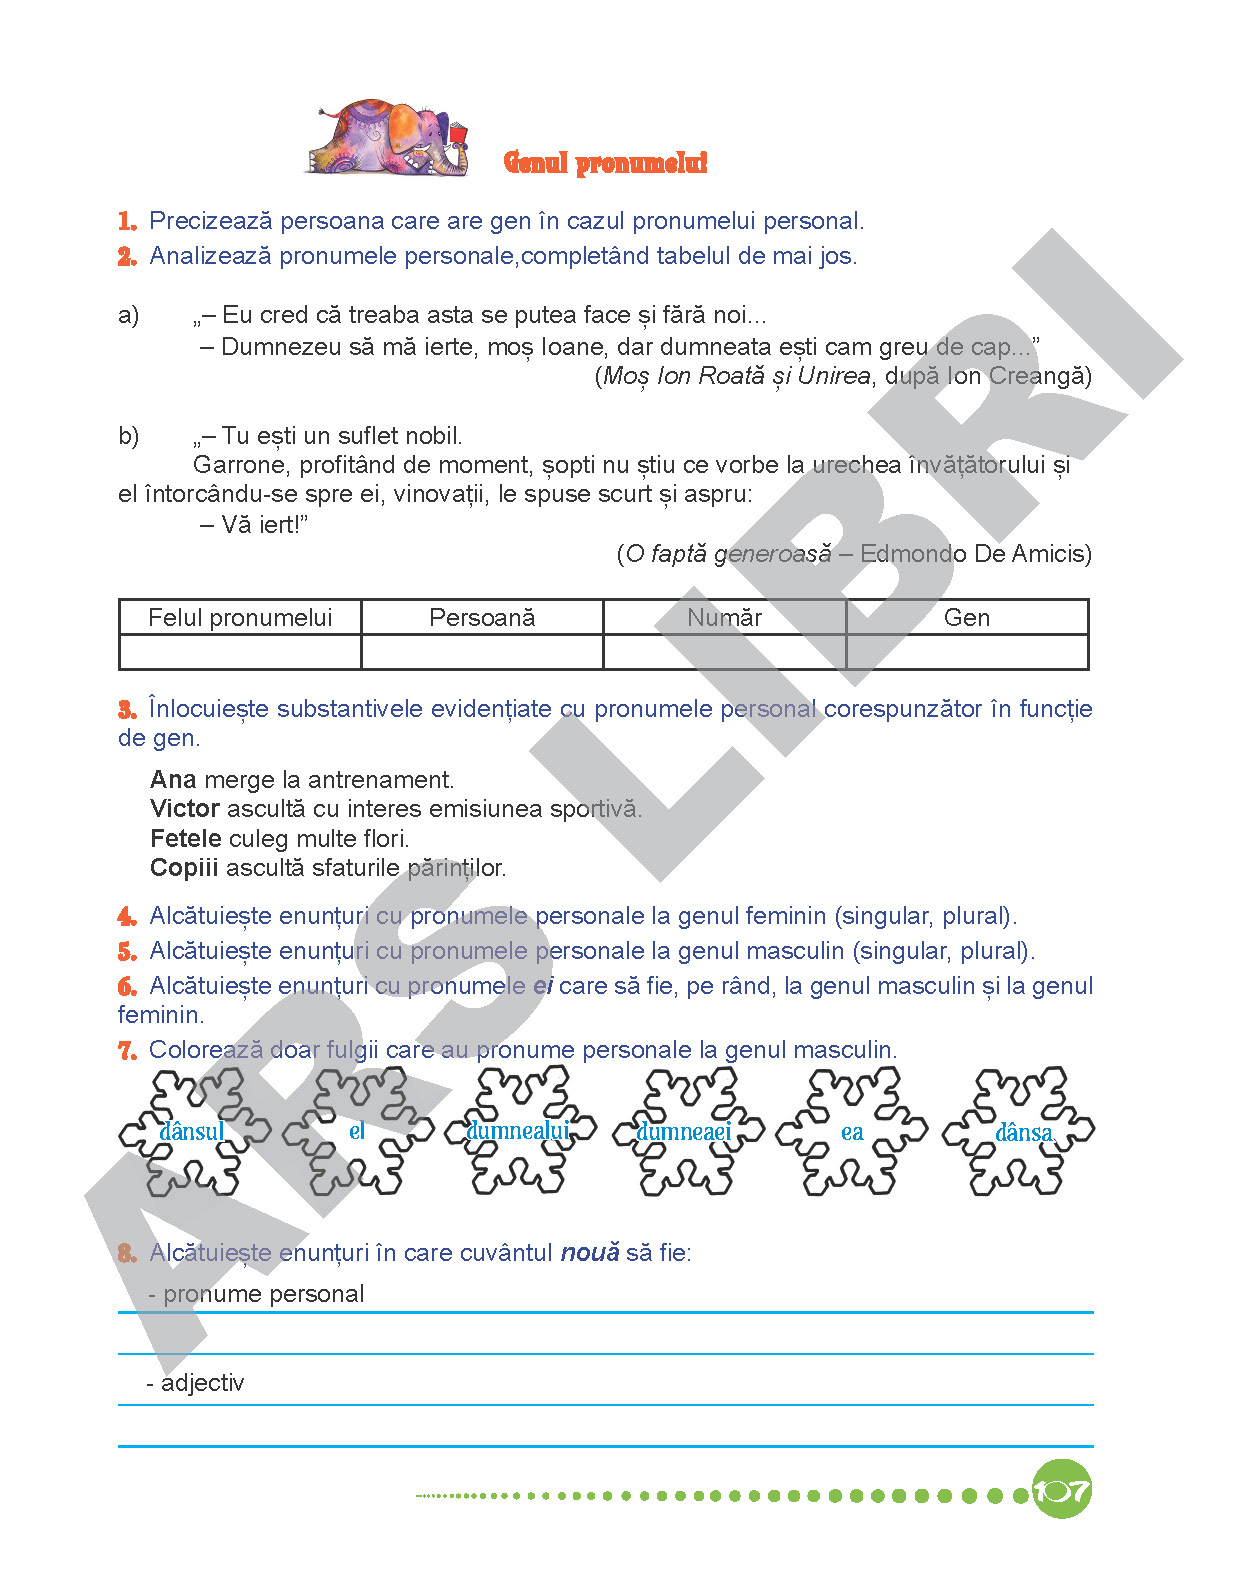 Genul pronumelui
1. Precizează persoana care are gen în cazul pronumelui personal.
2. Analizează pronumele personale,completând tabelul de mai jos.
a) „– Eu cred că treaba asta se putea face și fără noi...
– Dumnezeu să mă ierte, moș Ioane, dar dumneata ești cam greu de cap...”
(Moș Ion Roată și Unirea, după Ion Creangă)
b) „– Tu ești un suflet nobil.
Garrone, profitând de moment, șopti nu știu ce vorbe la urechea învățătorului și
el întorcându-se spre ei, vinovații, le spuse scurt și aspru:
– Vă iert!”
(O faptă generoasă – Edmondo De Amicis)
Felul pronumelui Persoană Număr Gen
3. Înlocuiește substantivele evidențiate cu pronumele personal corespunzător în funcție
de gen.
Ana merge la antrenament.
Victor ascultă cu interes emisiunea sportivă.
Fetele culeg multe flori.
Copiii ascultă sfaturile părinților.
4. Alcătuiește enunțuri cu pronumele personale la genul feminin (singular, plural).
5. Alcătuiește enunțuri cu pronumele personale la genul masculin (singular, plural).
6. Alcătuiește enunțuri cu pronumele ei care să fie, pe rând, la genul masculin și la genul
feminin.
7. Colorează doar fulgii care au pronume personale la genul masculin.
dânsul el dumnealui dumneaei ea dânsa
8. Alcătuiește enunțuri în care cuvântul nouă să fie:
- pronume personal
- adjectiv
107
ARS LIBRI